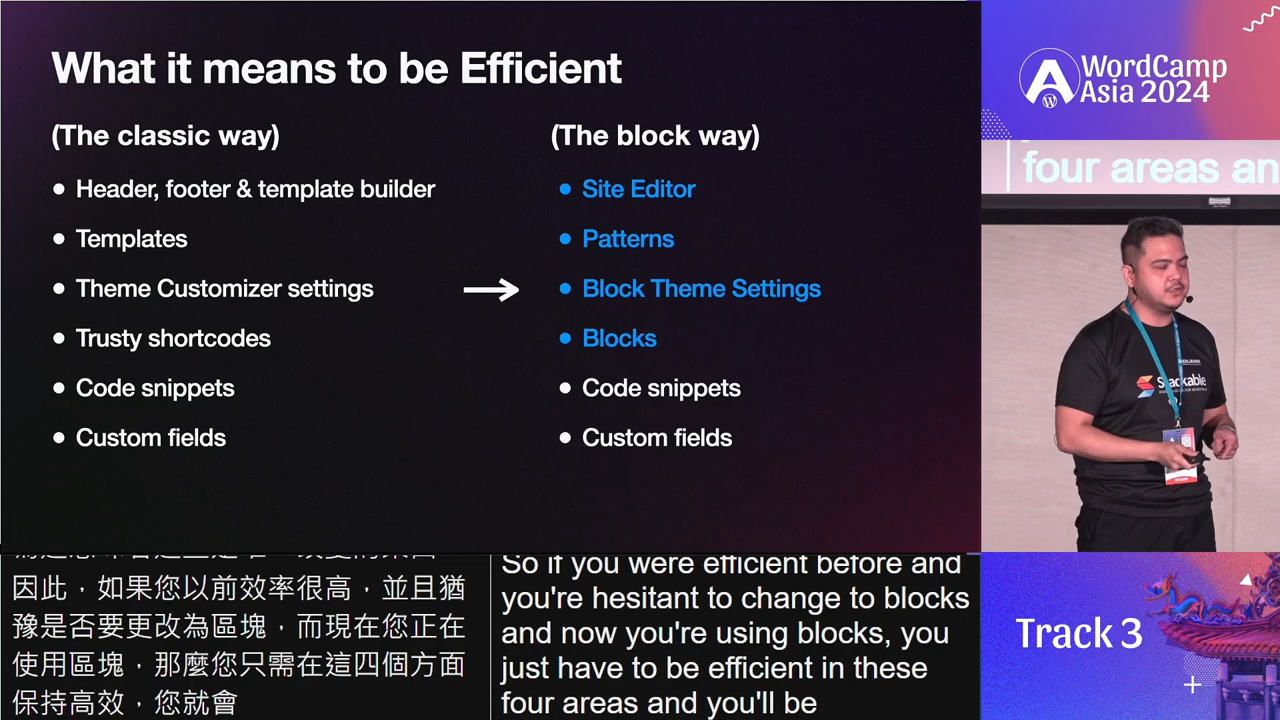 What it means to be Efficient
(The classic way)
• Header, footer & template builder
• Templates
• Theme Customizer settings
• Trusty shortcodes
• Code snippets
• Custom fields
(The block way)
• Site Editor
• Patterns
• Block Theme Settings
• Blocks
• Code snippets
• Custom fields
WordCamp
Asia 2024
four areas an
Stackable
因此，如果您以前效率很高，並且猶
豫是否要更改為區塊，而現在您正在
使用區塊，那麼您只需在這四個方面
保持高效，您就會
So if you were efficient before and
you're hesitant to change to blocks
and now you're using blocks, you
just have to be efficient in these
four areas and you'll be
Track 3